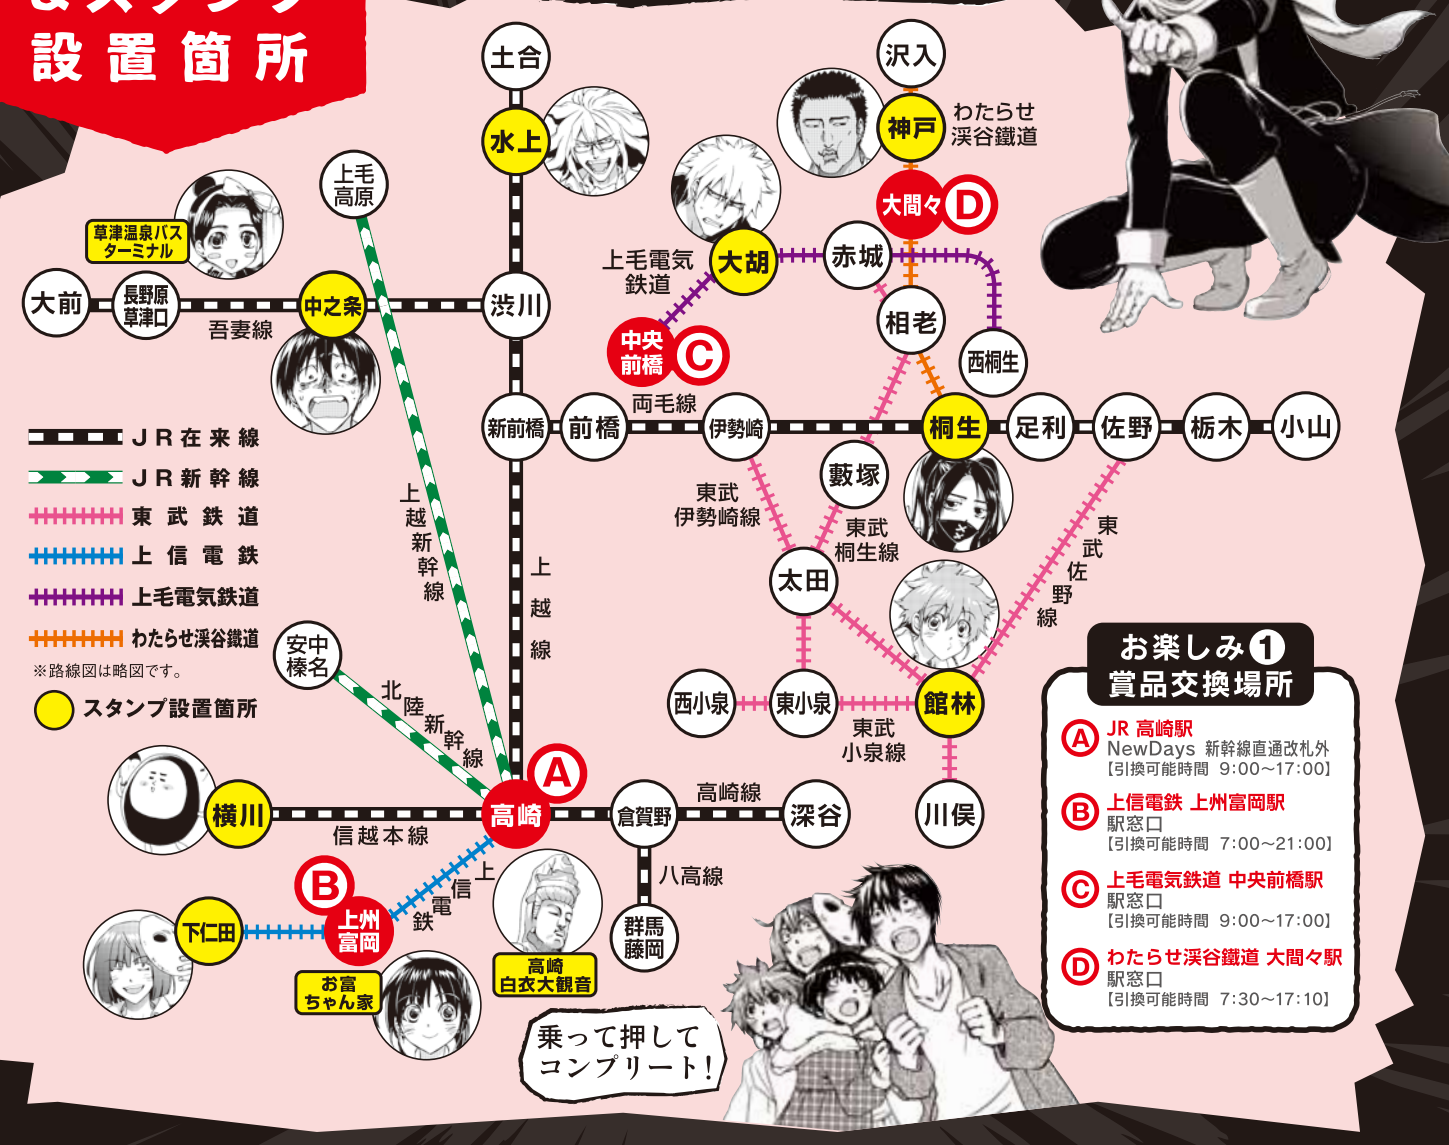 &スタンプ
設置箇所
土合
水上
沢入
神戸
わたらせ
渓谷鐵道
大間々
D
上毛
高原
草津温泉バス
ターミナル
大前
長野原
草津口
中之条
渋川
吾妻線
上毛電気
鉄道
大胡
赤城
相老
西桐生
中央
前橋
C
両毛線
新前橋
前橋
伊勢崎
桐生
足利
佐野
栃木
小山
藪塚
JR在来線
JR新幹線
東武鉄道
上信電鉄
上毛電気鉄道
わたらせ渓谷鐵道
※路線図は略図です。
スタンプ設置箇所
上越新幹線
上越線
東武
伊勢崎線
東武
桐生線
東武佐野線
太田
安中
榛名
北陸新幹線
西小泉
東小泉
館林
東武
小泉線
川俣
横川
信越本線
高崎
A
倉賀野
高崎線
深谷
八高線
群馬
藤岡
上信電鉄
B
上州
富岡
下仁田
お富
ちゃん家
高崎
白衣大観音
乗って押して
コンプリート!
お楽しみ1
賞品交換場所
A JR 高崎駅
NewDays 新幹線直通改札外
【引換可能時間 9:00〜17:00】
B 上信電鉄 上州富岡駅
駅窓口
【引換可能時間 7:00〜21:00】
C 上毛電気鉄道 中央前橋駅
駅窓口
【引換可能時間 9:00〜17:00】
D わたらせ渓谷鐵道 大間々駅
駅窓口
【引換可能時間 7:30〜17:10】